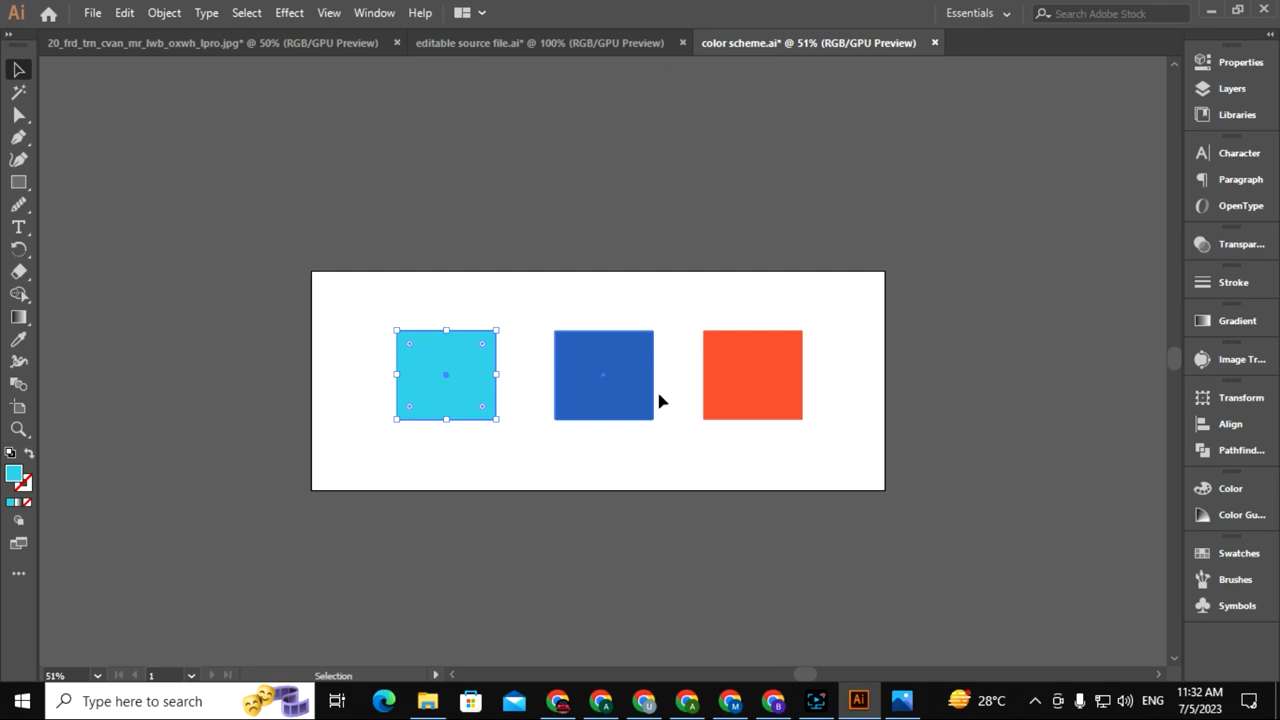 Ai File Edit Object Type Select Effect View Window Help Essentials Search Adobe Stock
20_frd_trn_cvan_mr_lwb_oxwh_lpro.jpg* @ 50% (RGB/GPU Preview) editable source file.ai* @ 100% (RGB/GPU Preview) color scheme.ai* @ 51% (RGB/GPU Preview)
Properties
Layers
Libraries
Character
Paragraph
OpenType
Transpar...
Stroke
Gradient
Image Tr...
Transform
Align
Pathfind...
Color
Color Gu...
Swatches
Brushes
Symbols
51% 1 Selection
Type here to search U A A U A M B Ai 28°C ENG 11:32 AM
7/5/2023